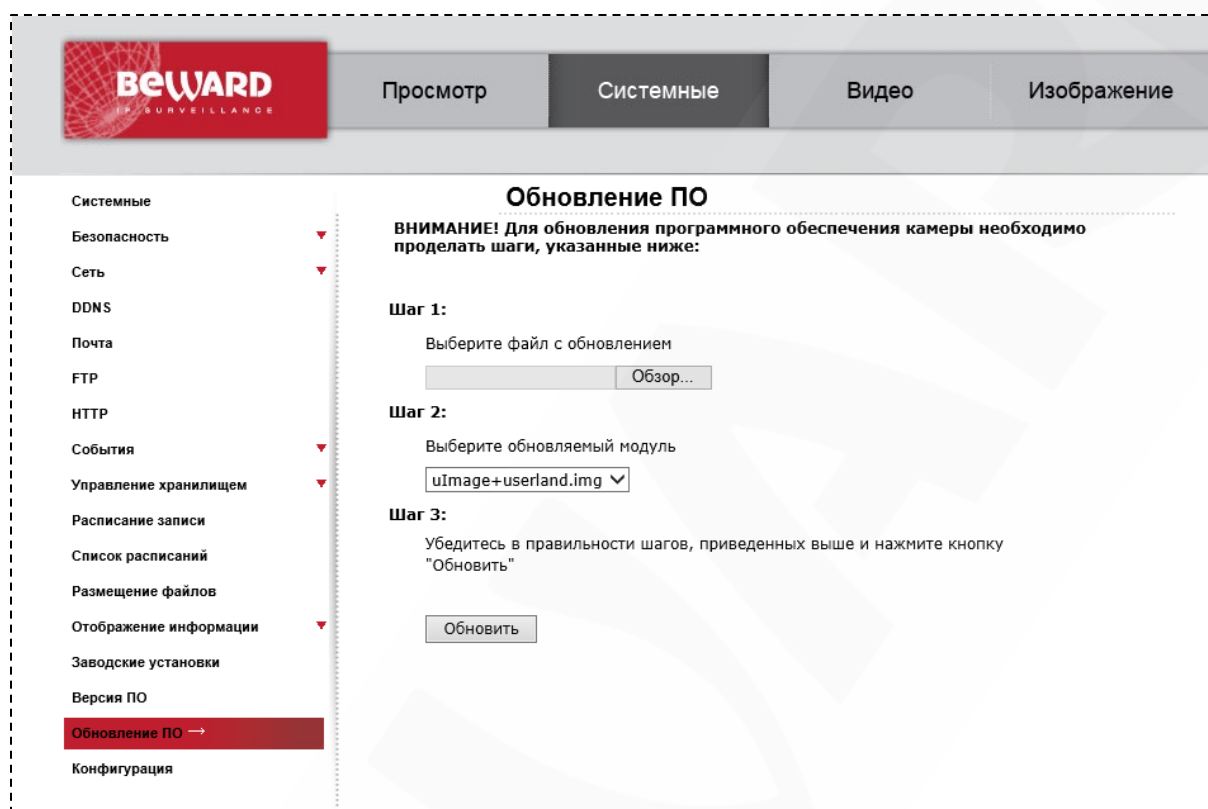 BEWARD
IP SURVEILLANCE
Просмотр
Системные
Видео
Изображение
Системные
Безопасность
Сеть
DDNS
Почта
FTP
HTTP
События
Управление хранилищем
Расписание записи
Список расписаний
Размещение файлов
Отображение информации
Заводские установки
Версия ПО
Обновление ПО →
Конфигурация
Обновление ПО
ВНИМАНИЕ! Для обновления программного обеспечения камеры необходимо
проделать шаги, указанные ниже:
Шаг 1:
Выберите файл с обновлением
Обзор...
Шаг 2:
Выберите обновляемый модуль
uImage+userland.img
Шаг 3:
Убедитесь в правильности шагов, приведенных выше и нажмите кнопку
"Обновить"
Обновить